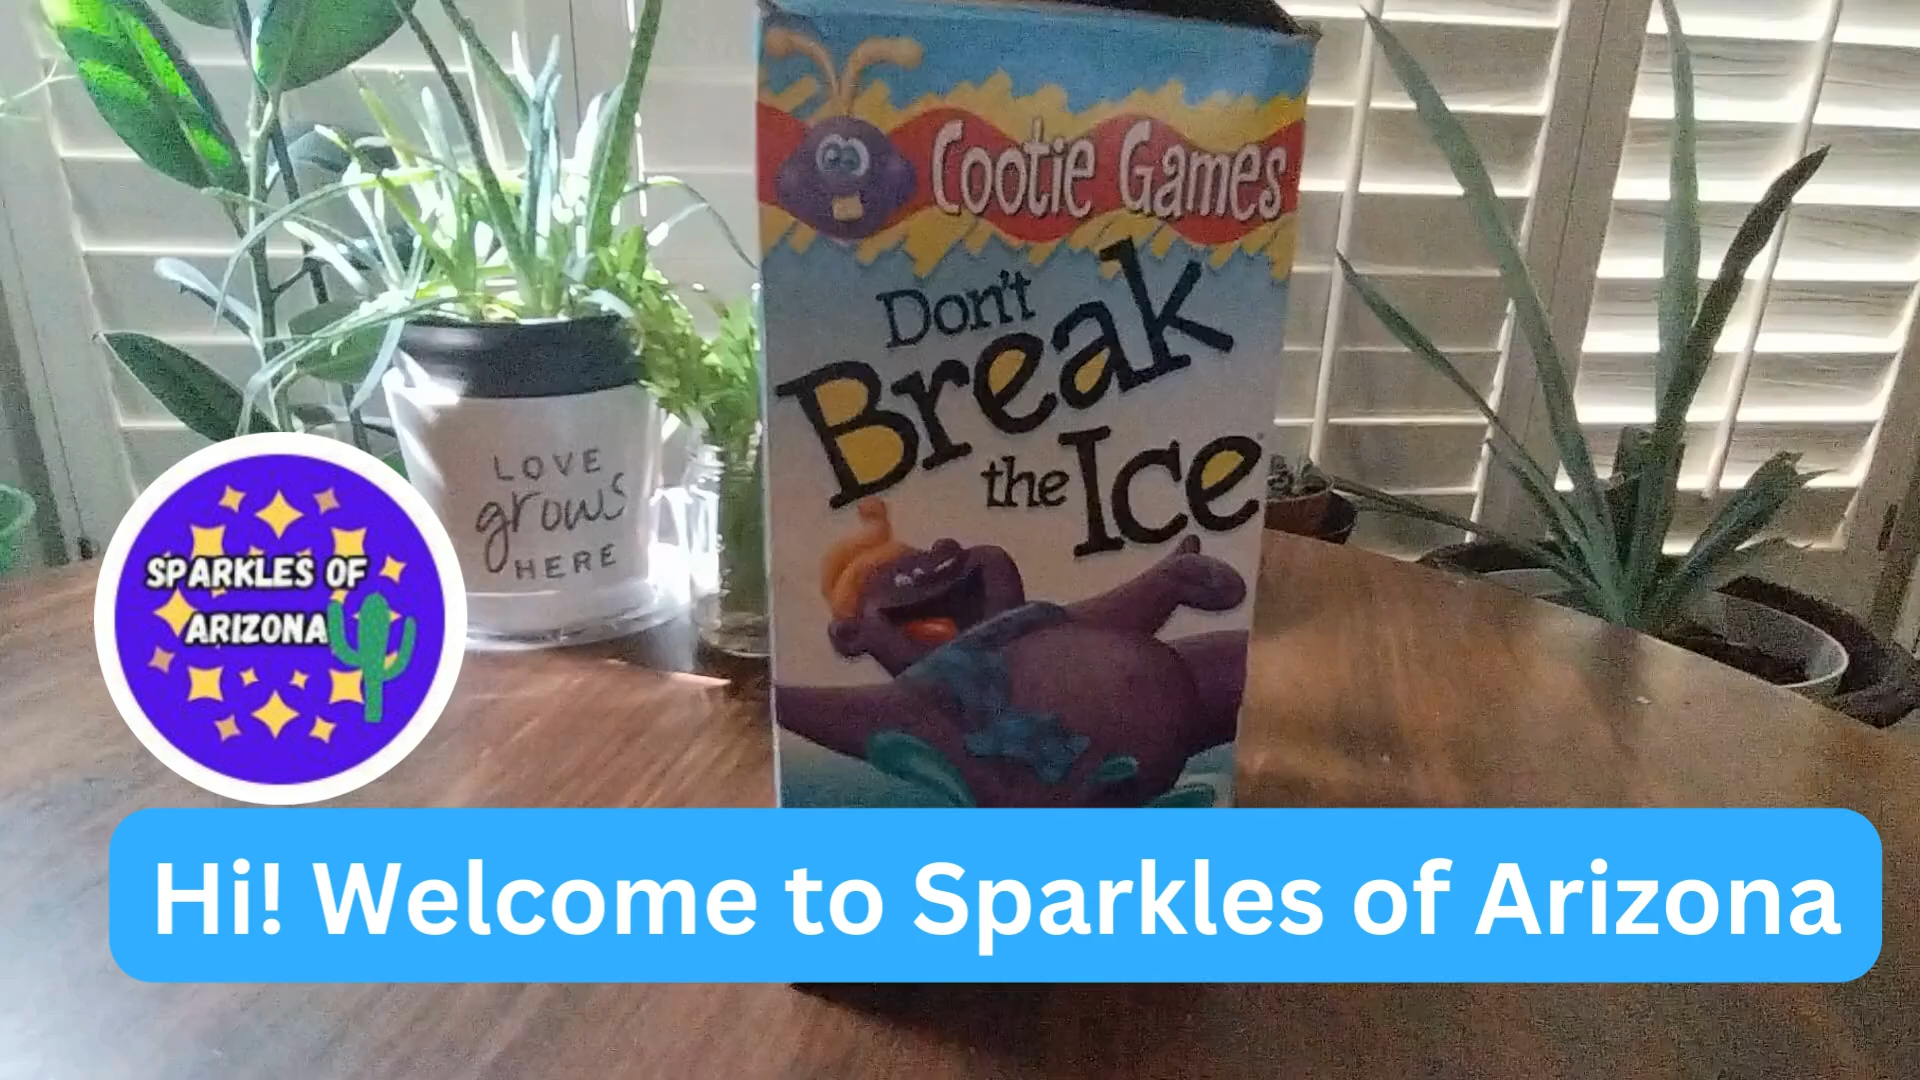 Cootie Games
Don't
Break
the Ice
LOVE
grows
HERE
SPARKLES OF
ARIZONA
Hi! Welcome to Sparkles of Arizona